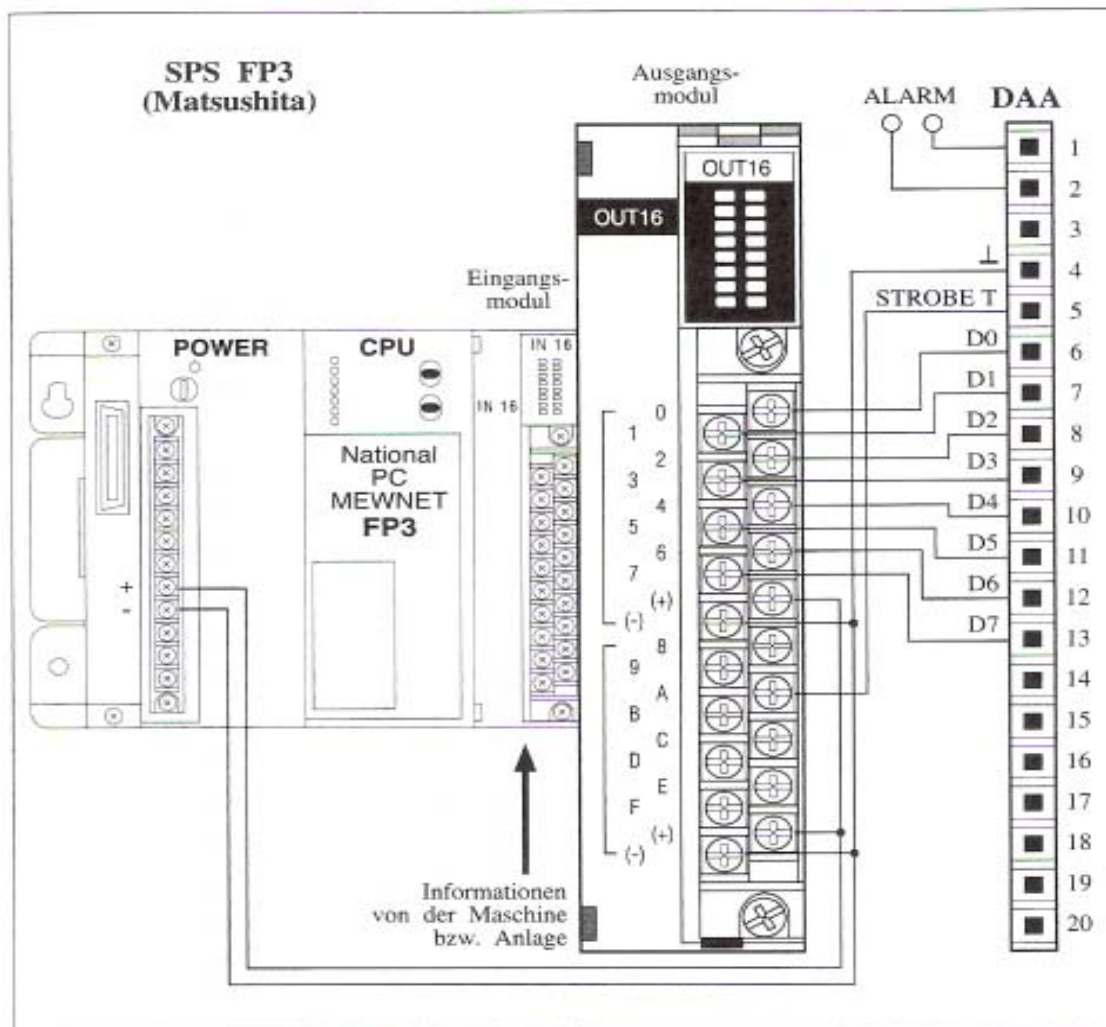 SPS FP3
(Matsushita)
Ausgangs-
modul
ALARM
DAA
OUT16
OUT16
Eingangs-
modul
POWER
CPU
IN 16
IN 16
National
PC
MEWNET
FP3
+
-
0
1
2
3
4
5
6
7
(+)
(-)
8
9
A
B
C
D
E
F
(+)
(-)
⊥
STROBE T
D0
D1
D2
D3
D4
D5
D6
D7
1
2
3
4
5
6
7
8
9
10
11
12
13
14
15
16
17
18
19
20
Informationen
von der Maschine
bzw. Anlage